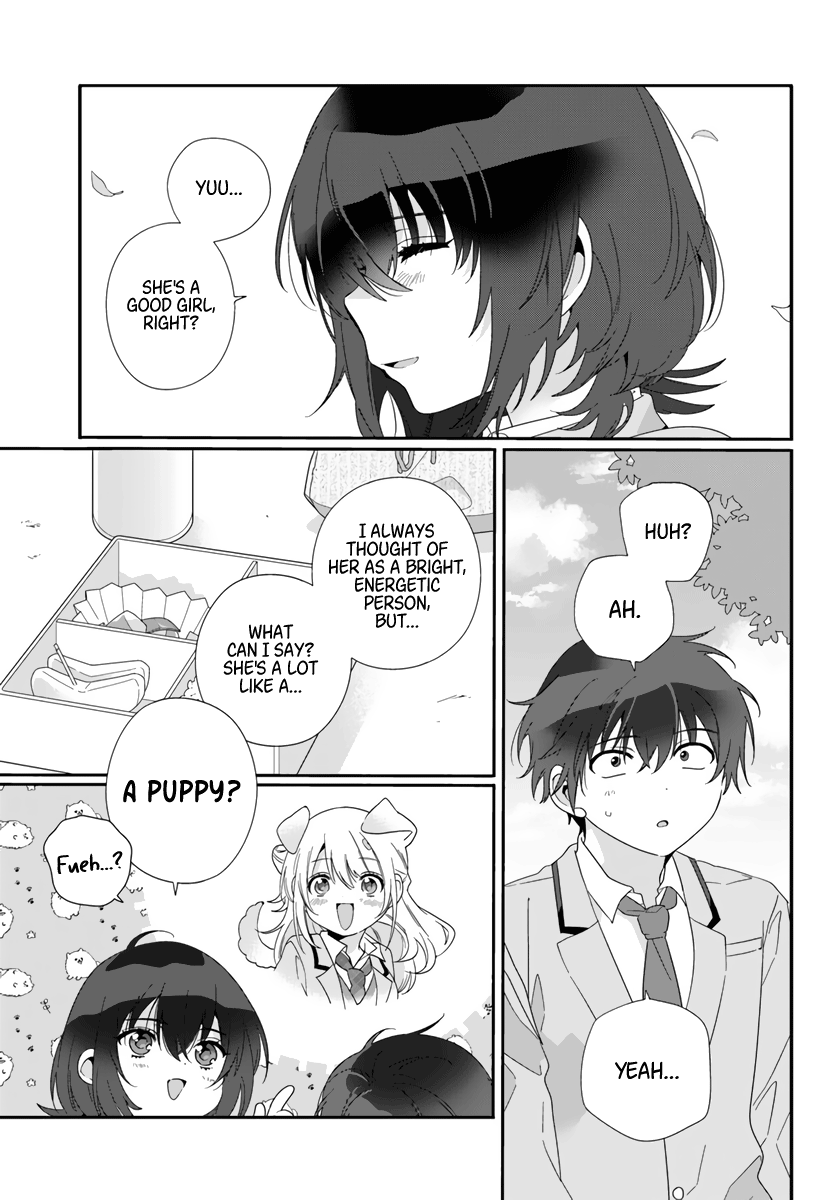 YUU...
SHE'S A
GOOD GIRL,
RIGHT?
HUH?
AH.
YEAH...
I ALWAYS
THOUGHT OF
HER AS A BRIGHT,
ENERGETIC
PERSON,
BUT...
WHAT
CAN I SAY?
SHE'S A LOT
LIKE A...
A PUPPY?
Fueh...?